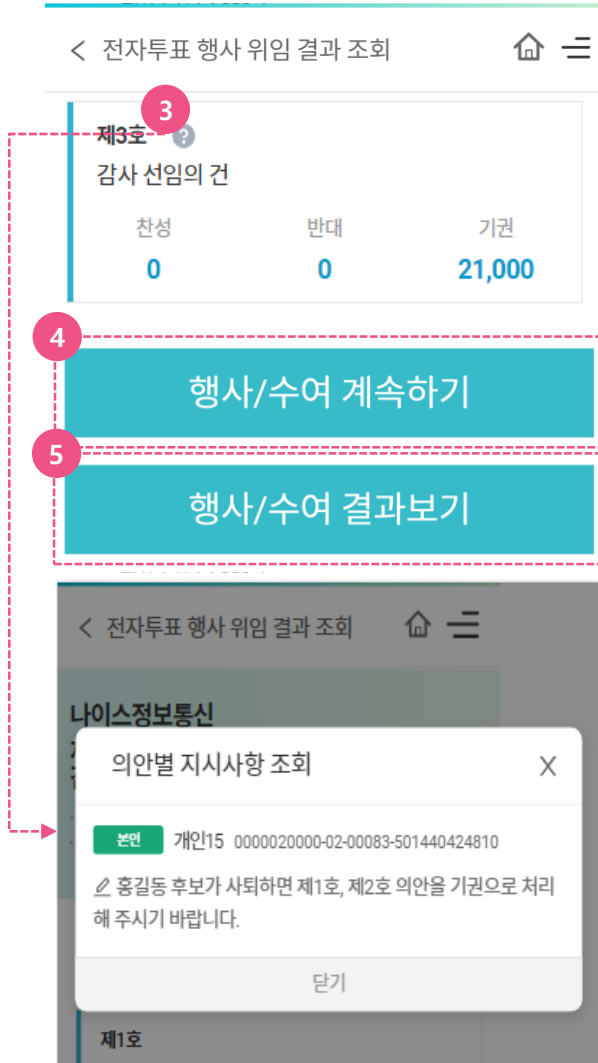 전자투표 행사 위임 결과 조회
3
제3호 ?
감사 선임의 건
찬성 반대 기권
0 0 21,000
4
행사/수여 계속하기
5
행사/수여 결과보기
전자투표 행사 위임 결과 조회
나이스정보통신
의안별 지시사항 조회 X
본인 개인15 0000020000-02-00083-501440424810
홍길동 후보가 사퇴하면 제1호, 제2호 의안을 기권으로 처리
해 주시기 바랍니다.
닫기
제1호